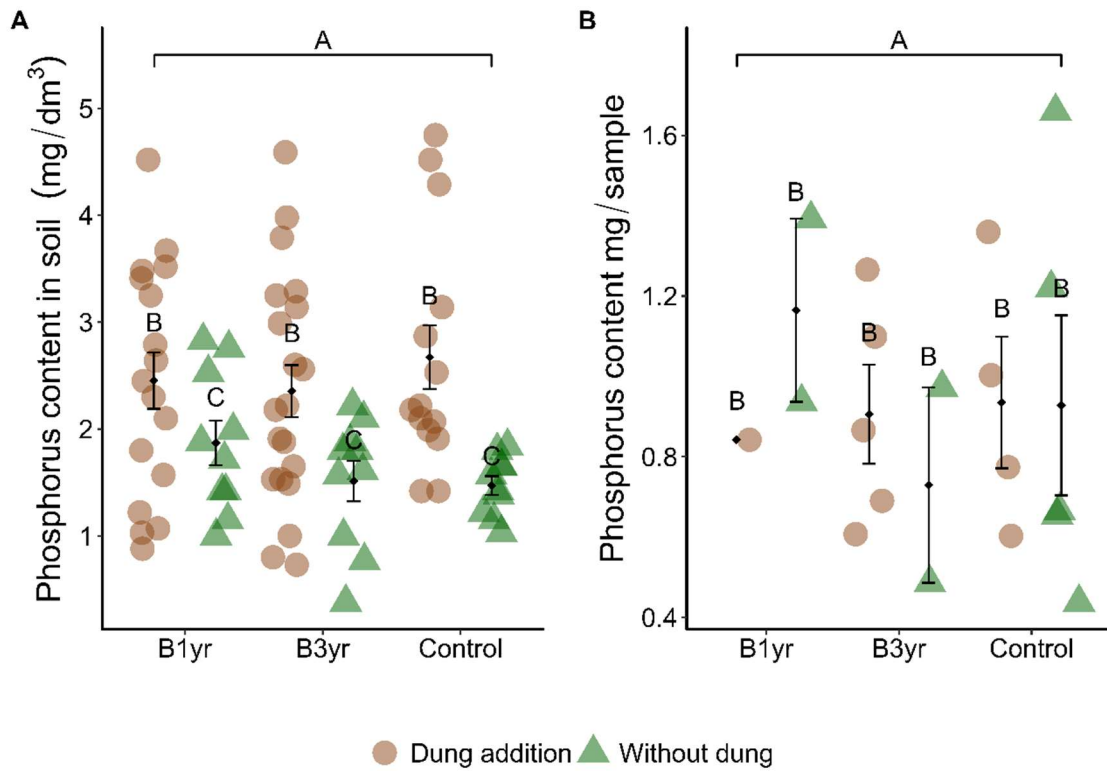 A
B
A
A
Phosphorus content in soil (mg/dm³)
5
4
3
2
1
B
C
B
C
B
C
B1yr
B3yr
Control
Phosphorus content mg/sample
1.6
1.2
0.8
0.4
B
B
B
B
B
B
B1yr
B3yr
Control
Dung addition
Without dung